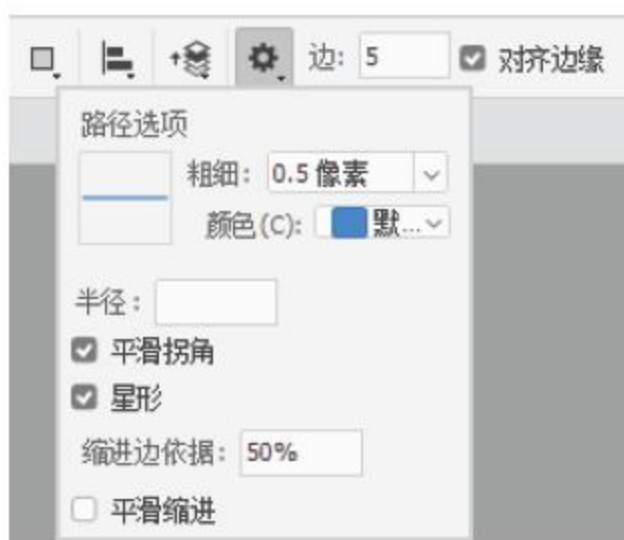 边: 5 对齐边缘
路径选项
粗细: 0.5 像素
颜色(C): 默...
半径:
平滑拐角
星形
缩进边依据: 50%
平滑缩进